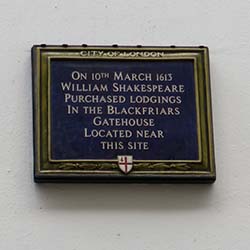 CITY OF LONDON
ON 10TH MARCH 1613
WILLIAM SHAKESPEARE
PURCHASED LODGINGS
IN THE BLACKFRIARS
GATEHOUSE
LOCATED NEAR
THIS SITE